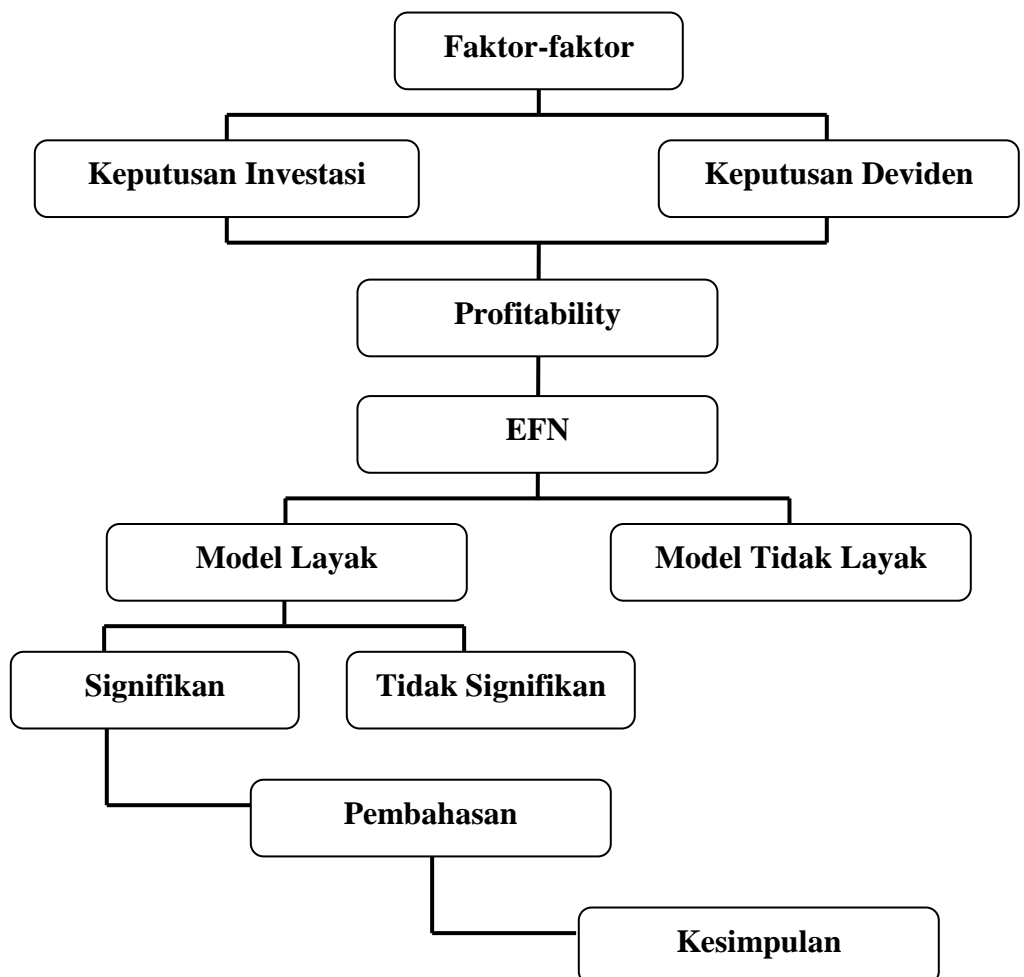 Faktor-faktor
Keputusan Investasi
Keputusan Deviden
Profitability
EFN
Model Layak
Model Tidak Layak
Signifikan
Tidak Signifikan
Pembahasan
Kesimpulan